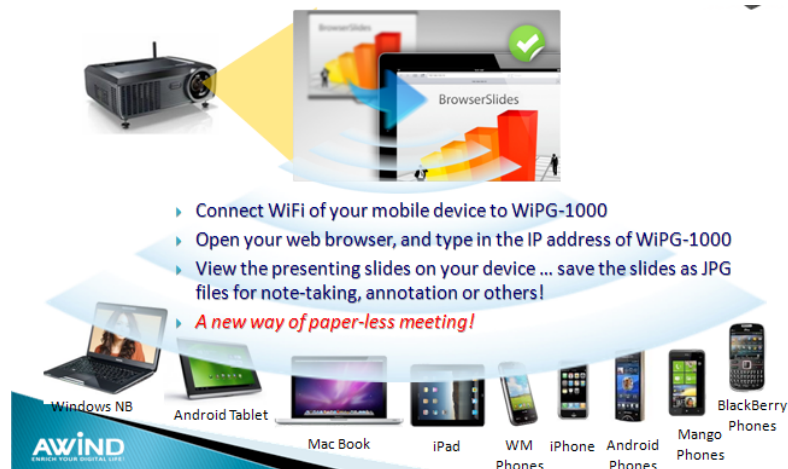 BrowserSlides
BrowserSlides
Connect WiFi of your mobile device to WiPG-1000
Open your web browser, and type in the IP address of WiPG-1000
View the presenting slides on your device ... save the slides as JPG
files for note-taking, annotation or others!
A new way of paper-less meeting!
Windows NB
Android Tablet
Mac Book
iPad
WM
Phones
iPhone
Android
Phones
Mango
Phones
BlackBerry
Phones
AWIND
ENRICH YOUR DIGITAL LIFE!